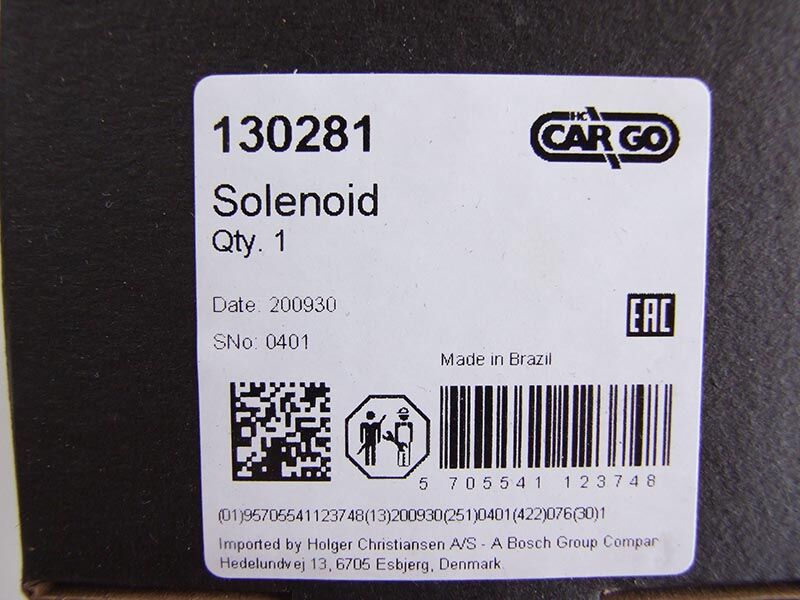 130281
HC
CARGO
Solenoid
Qty. 1
Date: 200930
EAC
SNo: 0401
Made in Brazil
5 705541 123748
(01)95705541123748(13)200930(251)0401(422)076(30)1
Imported by Holger Christiansen A/S - A Bosch Group Compar
Hedelundvej 13, 6705 Esbjerg, Denmark.